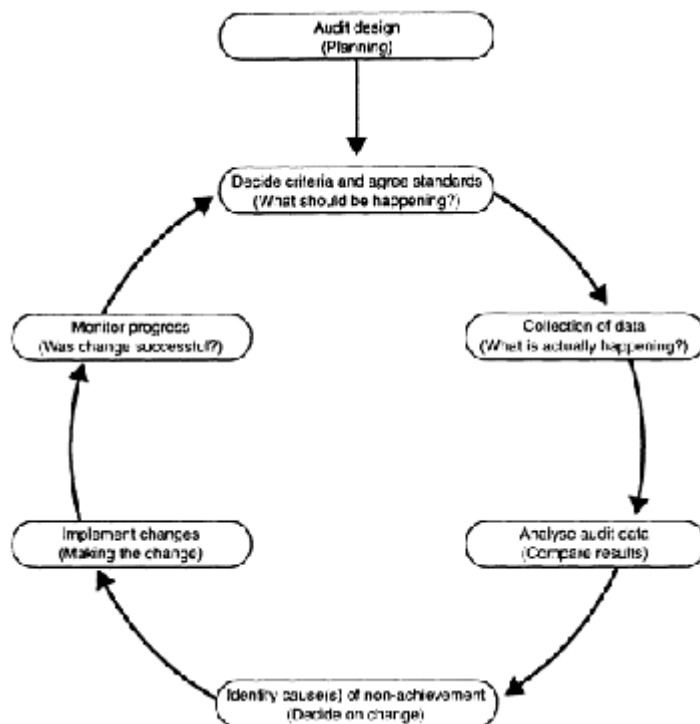 Audit design
(Planning)
Decide criteria and agree standards
(What should be happening?)
Monitor progress
(Was change successful?)
Collection of data
(What is actually happening?)
Implement changes
(Making the change)
Analyse audit data
(Compare results)
Identify cause(s) of non-achievement
(Decide on change)